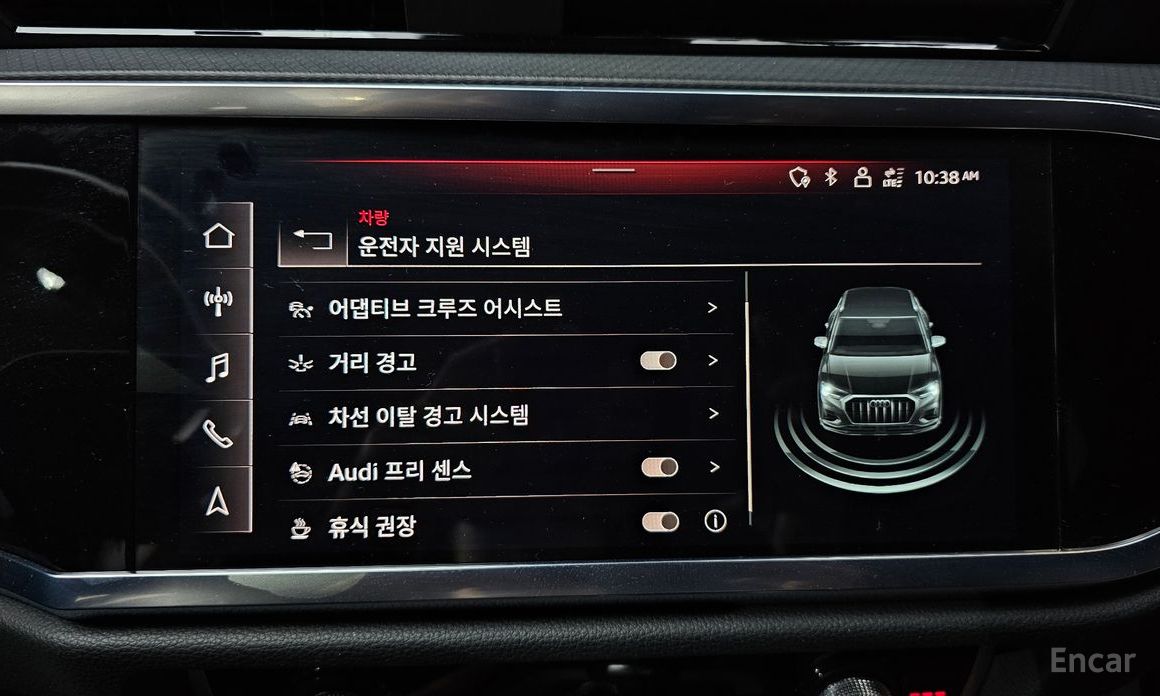 LTE
10:38 AM
차량
운전자 지원 시스템
어댑티브 크루즈 어시스트
거리 경고
차선 이탈 경고 시스템
Audi 프리 센스
휴식 권장
Encar